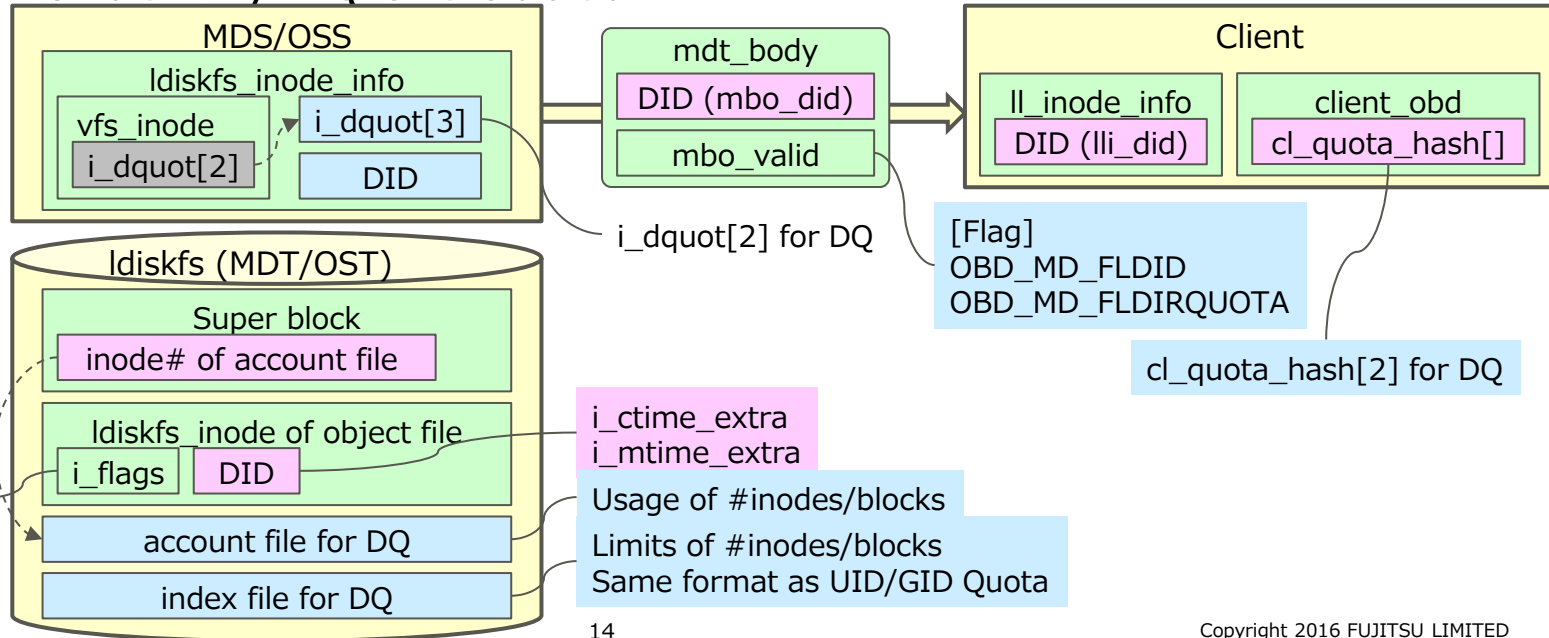 MDS/OSS
ldiskfs_inode_info
vfs_inode
i_dquot[2]
i_dquot[3]
DID
mdt_body
DID (mbo_did)
mbo_valid
Client
ll_inode_info
DID (lli_did)
client_obd
cl_quota_hash[]
i_dquot[2] for DQ
[Flag]
OBD_MD_FLDID
OBD_MD_FLDIRQUOTA
cl_quota_hash[2] for DQ
ldiskfs (MDT/OST)
Super block
inode# of account file
ldiskfs_inode of object file
i_flags
DID
i_ctime_extra
i_mtime_extra
account file for DQ
Usage of #inodes/blocks
index file for DQ
Limits of #inodes/blocks
Same format as UID/GID Quota
14
Copyright 2016 FUJITSU LIMITED